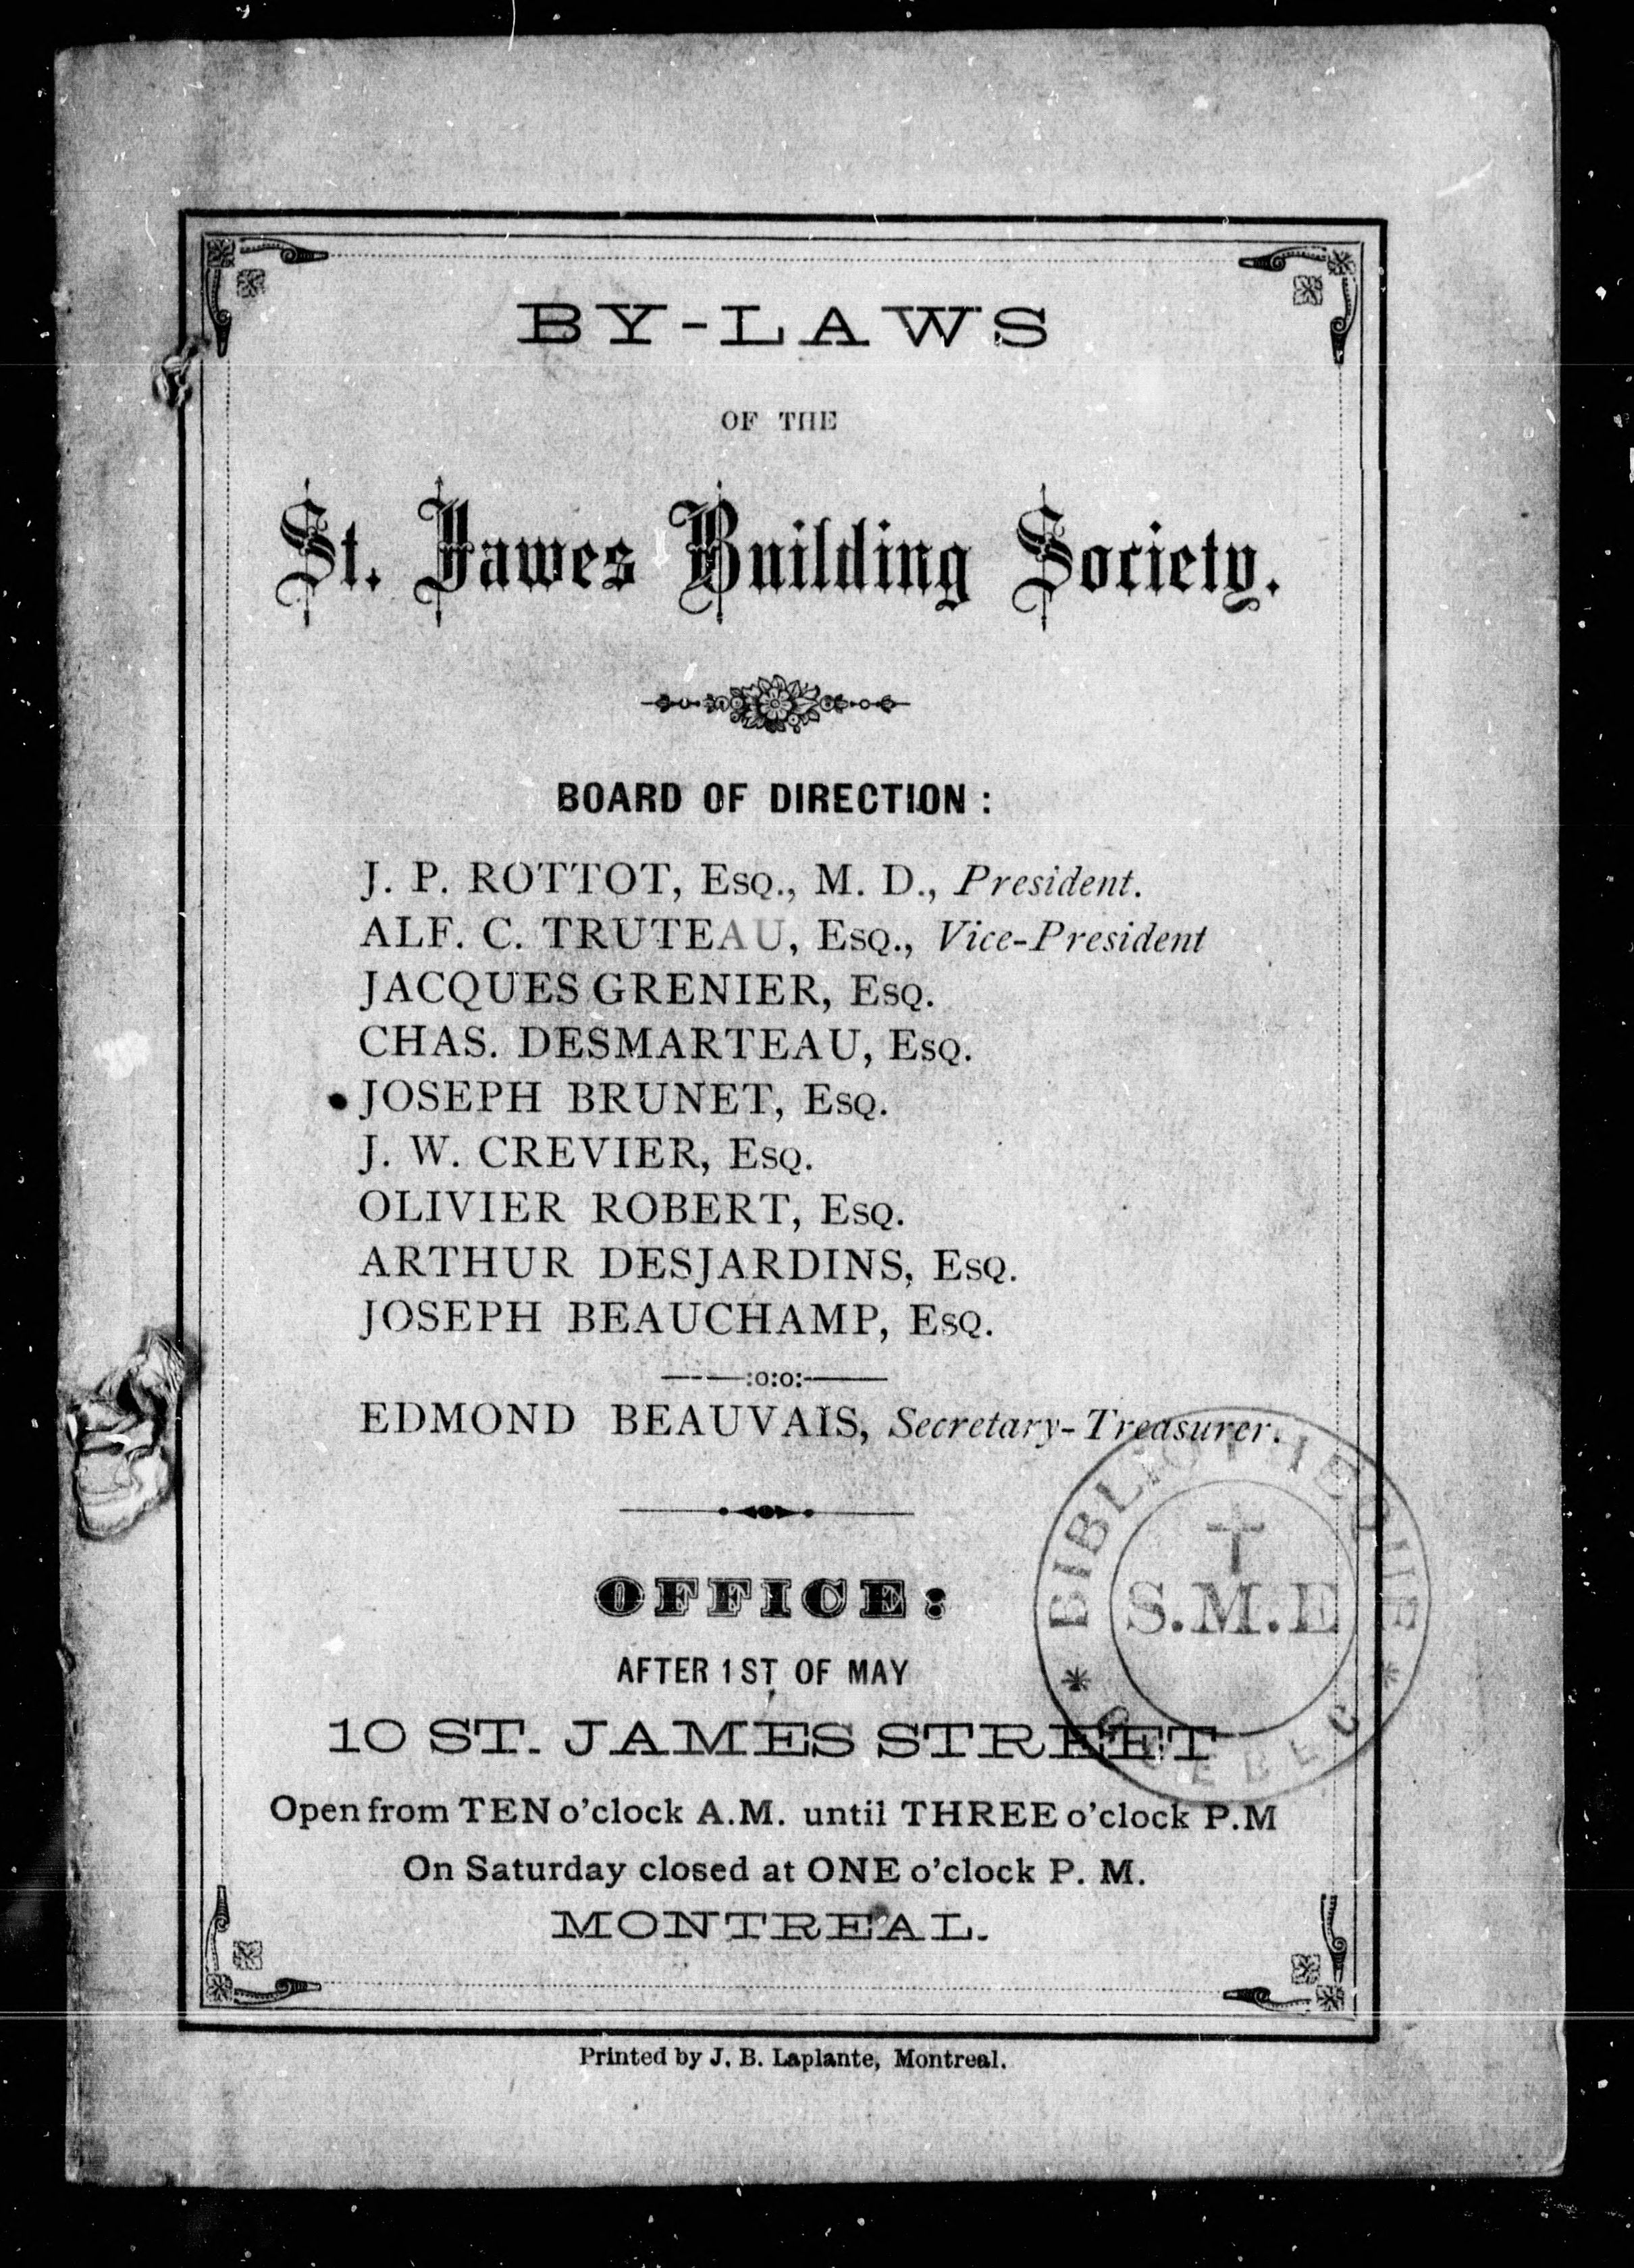 BY-LAWS
OF THE
St. James Building Society.
BOARD OF DIRECTION :
J. P. ROTTOT, Esq., M. D., President.
ALF. C. TRUTEAU, Esq., Vice-President
JACQUES GRENIER, Esq.
CHAS. DESMARTEAU, Esq.
JOSEPH BRUNET, Esq.
J. W. CREVIER, Esq.
OLIVIER ROBERT, Esq.
ARTHUR DESJARDINS, Esq.
JOSEPH BEAUCHAMP, Esq.
:o:o:
EDMOND BEAUVAIS, Secretary-Treasurer.
BIBLIOTHEQUE
S.M.E
* QUEBEC *
OFFICE:
AFTER 1ST OF MAY
10 ST. JAMES STREET
Open from TEN o'clock A.M. until THREE o'clock P.M
On Saturday closed at ONE o'clock P. M.
MONTREAL.
Printed by J. B. Laplante, Montreal.